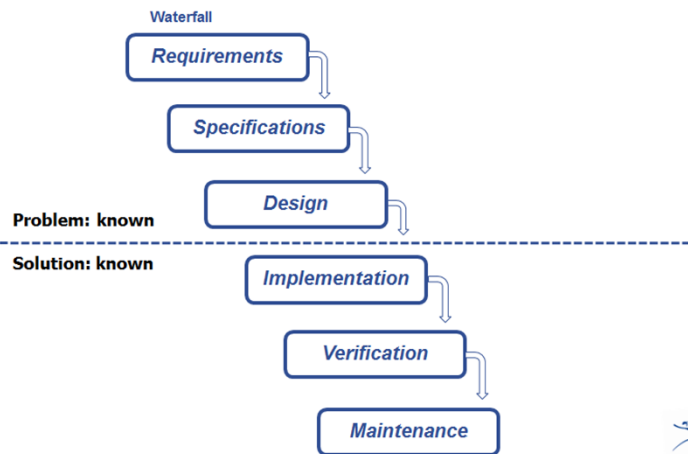 Waterfall
Requirements
Specifications
Design
Problem: known
Solution: known
Implementation
Verification
Maintenance